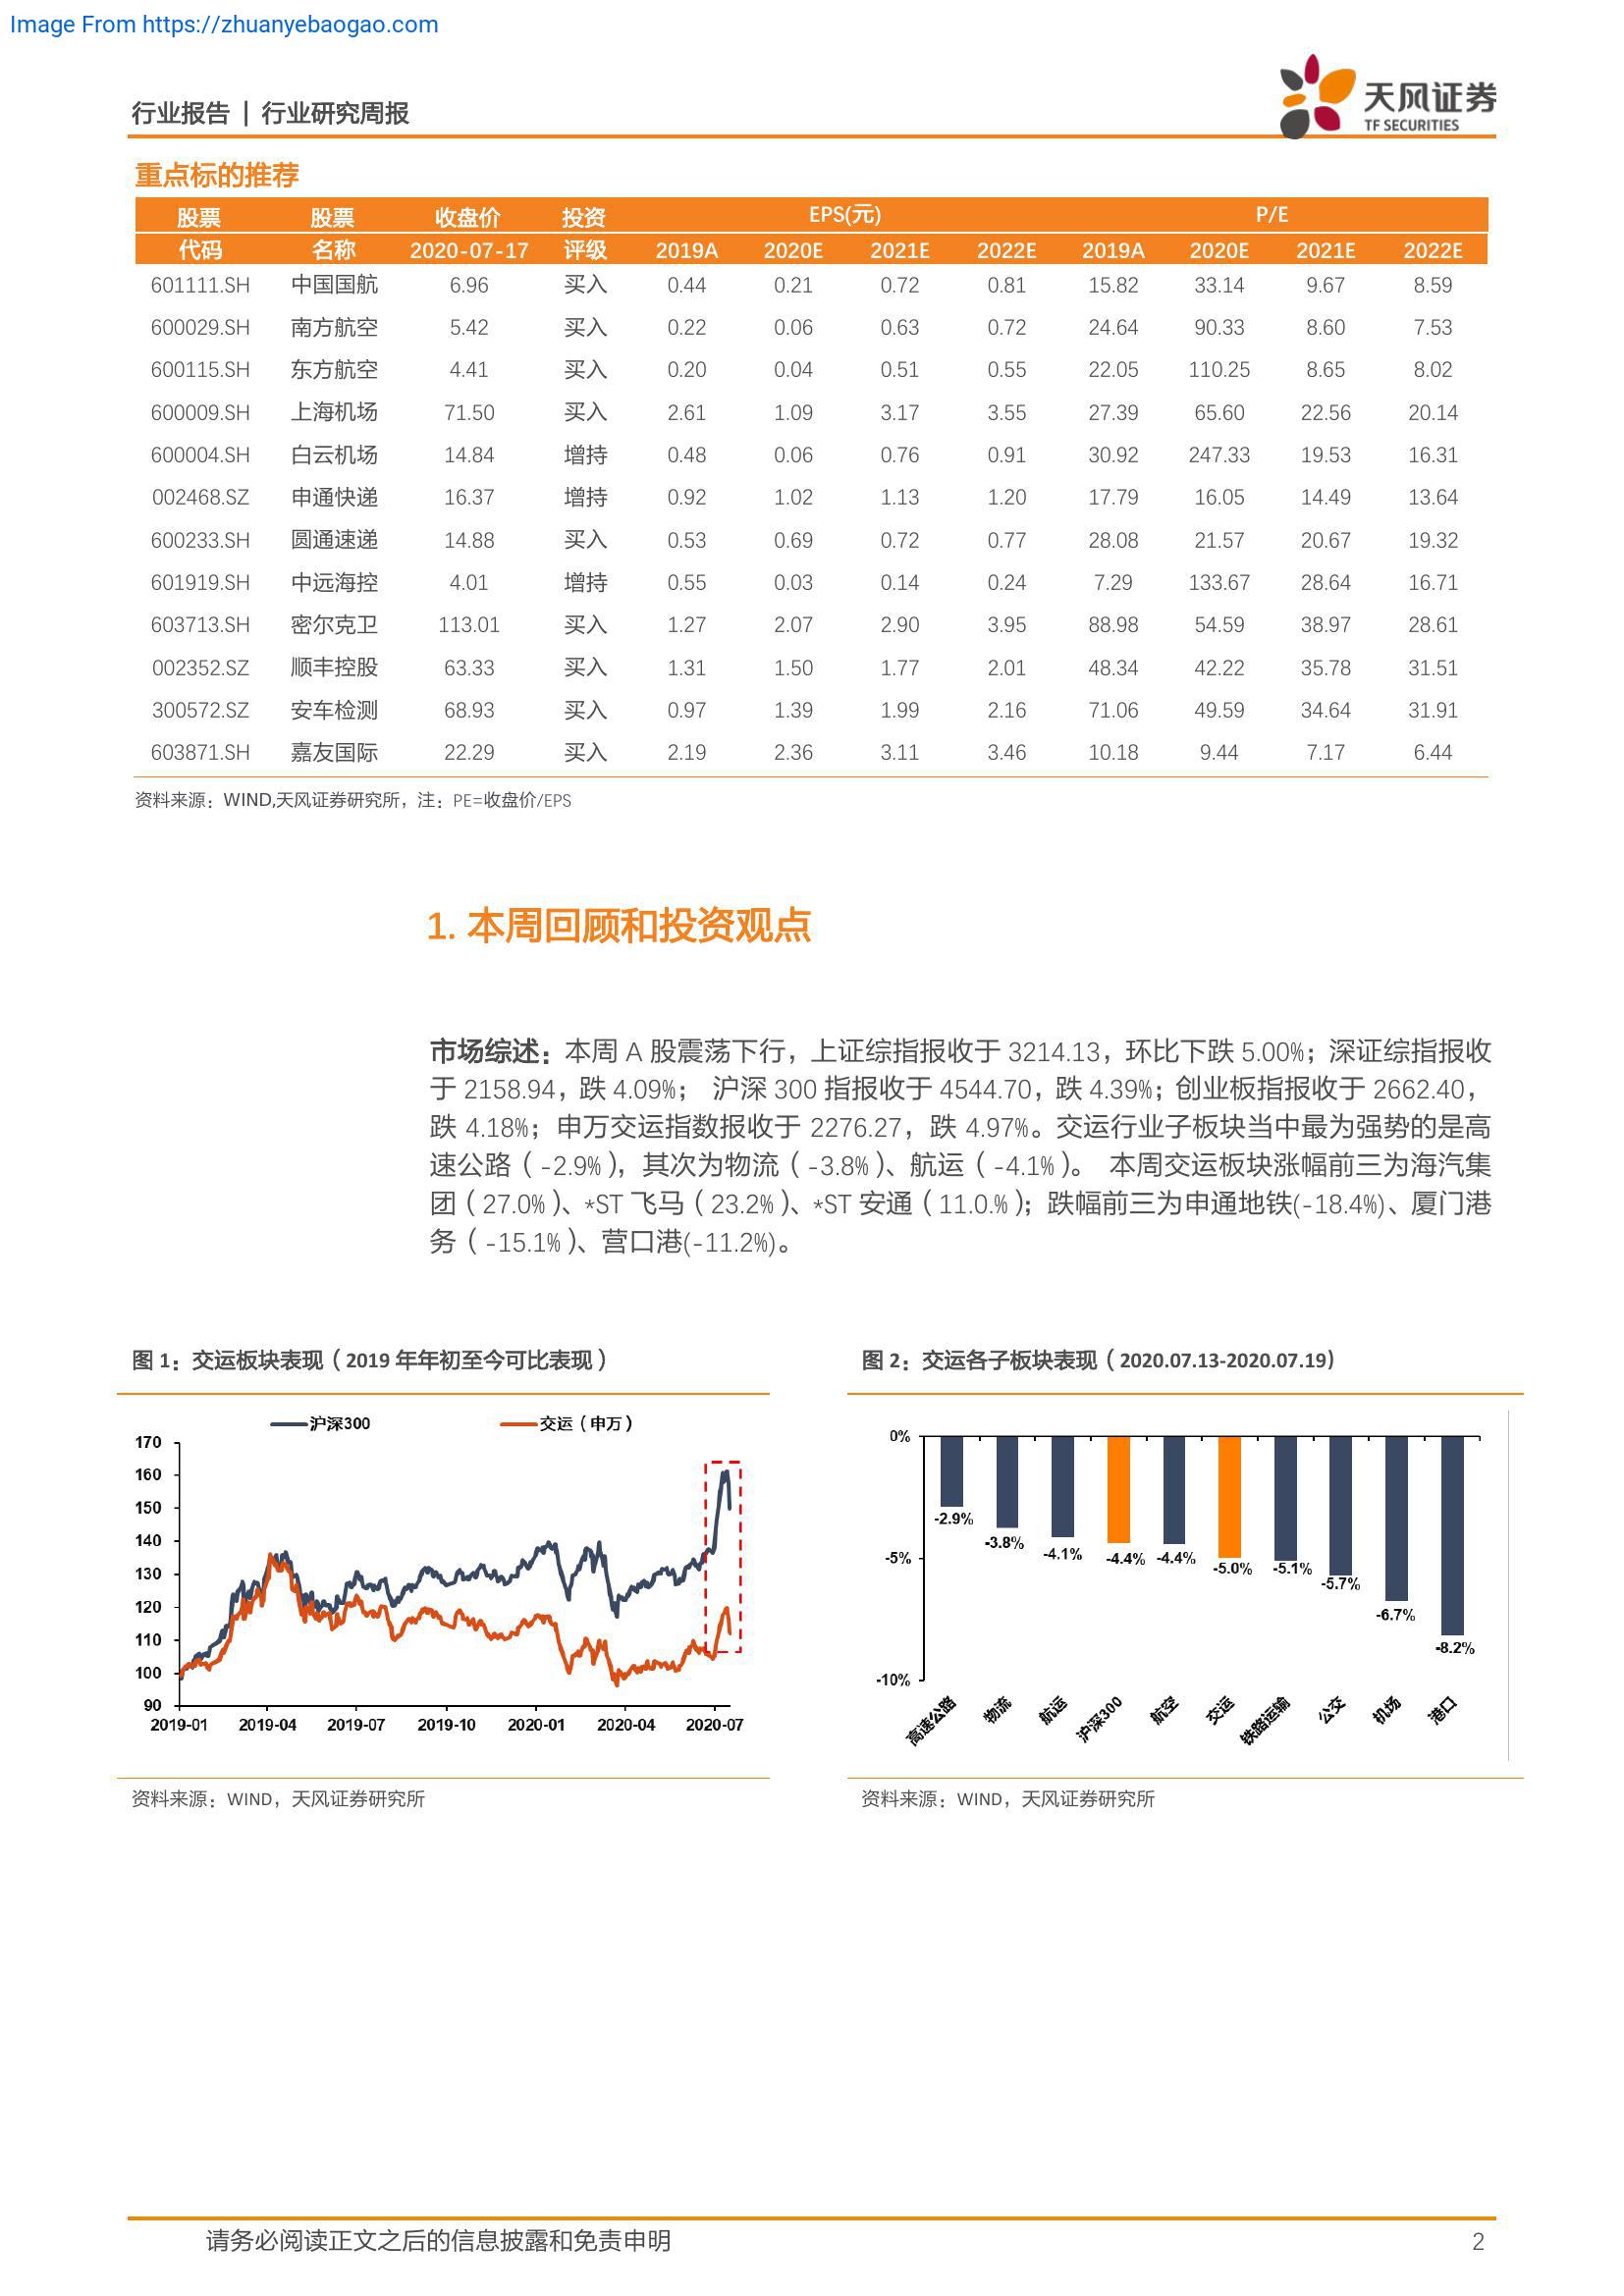 Image From https://zhuanyebaogao.com
行业报告 | 行业研究周报
天风证券
TF SECURITIES
重点标的推荐
股票 股票 收盘价 投资 EPS(元) P/E
代码 名称 2020-07-17 评级 2019A 2020E 2021E 2022E 2019A 2020E 2021E 2022E
601111.SH 中国国航 6.96 买入 0.44 0.21 0.72 0.81 15.82 33.14 9.67 8.59
600029.SH 南方航空 5.42 买入 0.22 0.06 0.63 0.72 24.64 90.33 8.60 7.53
600115.SH 东方航空 4.41 买入 0.20 0.04 0.51 0.55 22.05 110.25 8.65 8.02
600009.SH 上海机场 71.50 买入 2.61 1.09 3.17 3.55 27.39 65.60 22.56 20.14
600004.SH 白云机场 14.84 增持 0.48 0.06 0.76 0.91 30.92 247.33 19.53 16.31
002468.SZ 申通快递 16.37 增持 0.92 1.02 1.13 1.20 17.79 16.05 14.49 13.64
600233.SH 圆通速递 14.88 买入 0.53 0.69 0.72 0.77 28.08 21.57 20.67 19.32
601919.SH 中远海控 4.01 增持 0.55 0.03 0.14 0.24 7.29 133.67 28.64 16.71
603713.SH 密尔克卫 113.01 买入 1.27 2.07 2.90 3.95 88.98 54.59 38.97 28.61
002352.SZ 顺丰控股 63.33 买入 1.31 1.50 1.77 2.01 48.34 42.22 35.78 31.51
300572.SZ 安车检测 68.93 买入 0.97 1.39 1.99 2.16 71.06 49.59 34.64 31.91
603871.SH 嘉友国际 22.29 买入 2.19 2.36 3.11 3.46 10.18 9.44 7.17 6.44
资料来源：WIND,天风证券研究所，注：PE=收盘价/EPS
1. 本周回顾和投资观点
市场综述：本周 A 股震荡下行，上证综指报收于 3214.13，环比下跌 5.00%；深证综指报收
于 2158.94，跌 4.09%； 沪深 300 指报收于 4544.70，跌 4.39%；创业板指报收于 2662.40，
跌 4.18%；申万交运指数报收于 2276.27，跌 4.97%。交运行业子板块当中最为强势的是高
速公路（-2.9%），其次为物流（-3.8%）、航运（-4.1%）。 本周交运板块涨幅前三为海汽集
团（27.0%）、*ST 飞马（23.2%）、*ST 安通（11.0.%）；跌幅前三为申通地铁(-18.4%)、厦门港
务（-15.1%）、营口港(-11.2%)。
图 1：交运板块表现（2019 年年初至今可比表现）
沪深300 交运（申万）
170
160
150
140
130
120
110
100
90
2019-01 2019-04 2019-07 2019-10 2020-01 2020-04 2020-07
资料来源：WIND，天风证券研究所
图 2：交运各子板块表现（2020.07.13-2020.07.19）
0%
-5%
-10%
-2.9% -3.8% -4.1% -4.4% -4.4% -5.0% -5.1% -5.7% -6.7% -8.2%
高速公路 物流 航运 沪深300 航空 交运 铁路运输 公交 机场 港口
资料来源：WIND，天风证券研究所
请务必阅读正文之后的信息披露和免责申明 2